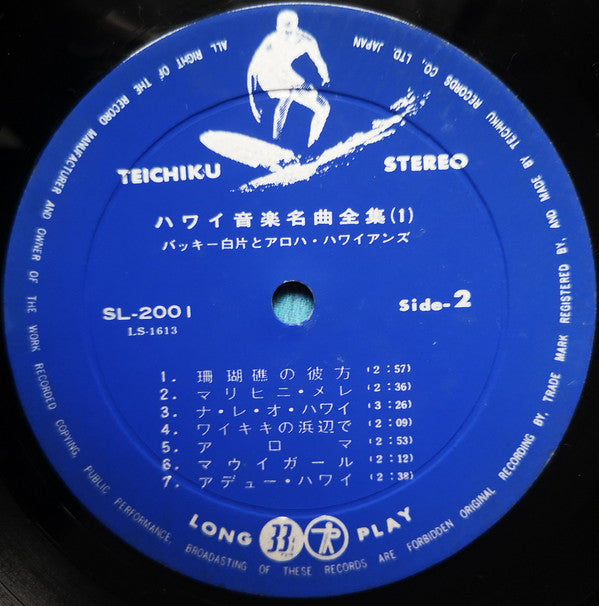 TEICHIKU
STEREO
ハワイ音楽名曲全集(1)
バッキー白片とアロハ・ハワイアンズ
SL-2001
LS-1613
Side-2
1. 珊瑚礁の彼方 (2:57)
2. マリヒニ・メレ (2:36)
3. ナ・レ・オ・ハワイ (3:26)
4. ワイキキの浜辺で (2:09)
5. アロマ (2:53)
6. マウイガール (2:12)
7. アデュー・ハワイ (2:38)
LONG 33⅓ PLAY
ALL RIGHT OF THE RECORD MANUFACTURER AND OWNER OF THE WORK RECORDED COPYING, PUBLIC PERFORMANCE, BROADASTING OF THESE RECORDS ARE FORBIDDEN ORIGINAL RECORDING BY, TRADE MARK REGISTERED BY, AND MADE BY TEICHIKU RECORDS CO., LTD. JAPAN